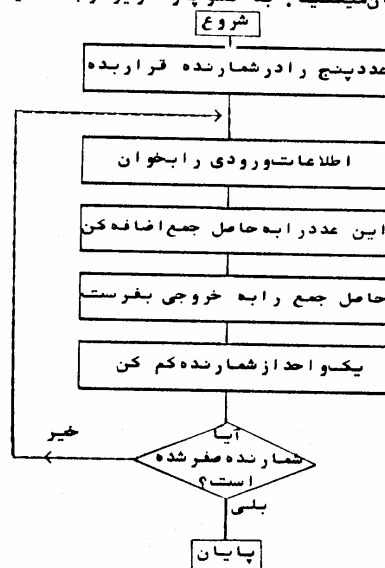 شروع
عددپنج رادرشمارنده قراربده
اطلاعات‌ورودی رابخوان
این عددرابه حاصل جمع‌اضافه‌کن
حاصل جمع رابه خروجی بفرست
یک‌واحدازشمارنده‌کم کن
آیا
شمارنده صفرشده
است؟
خیر
بلی
پایان